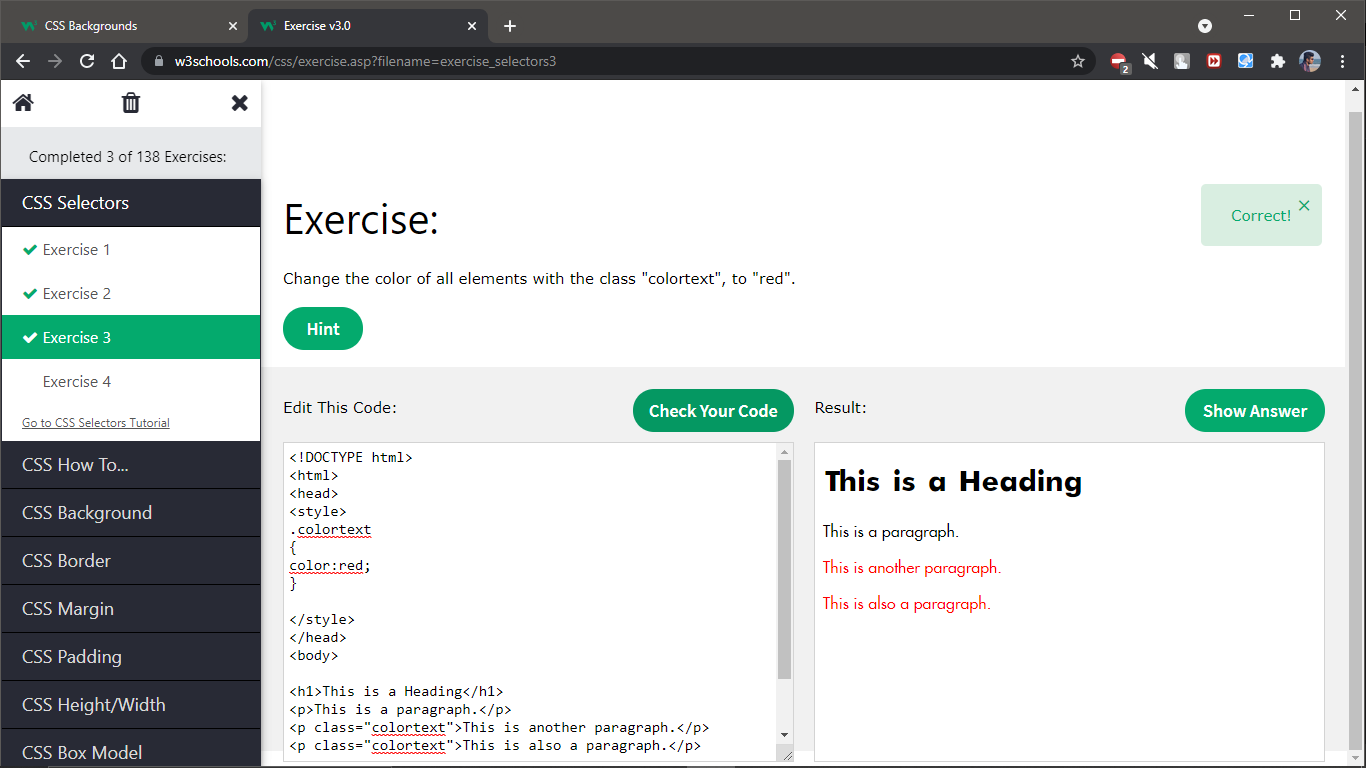 CSS Backgrounds
Exercise v3.0
w3schools.com/css/exercise.asp?filename=exercise_selectors3
2
Completed 3 of 138 Exercises:
CSS Selectors
Exercise 1
Exercise 2
Exercise 3
Exercise 4
Go to CSS Selectors Tutorial
CSS How To...
CSS Background
CSS Border
CSS Margin
CSS Padding
CSS Height/Width
CSS Box Model
Exercise:
Correct!
Change the color of all elements with the class "colortext", to "red".
Hint
Edit This Code:
Check Your Code
<!DOCTYPE html>
<html>
<head>
<style>
.colortext
{
color:red;
}
</style>
</head>
<body>
<h1>This is a Heading</h1>
<p>This is a paragraph.</p>
<p class="colortext">This is another paragraph.</p>
<p class="colortext">This is also a paragraph.</p>
Result:
Show Answer
This is a Heading
This is a paragraph.
This is another paragraph.
This is also a paragraph.